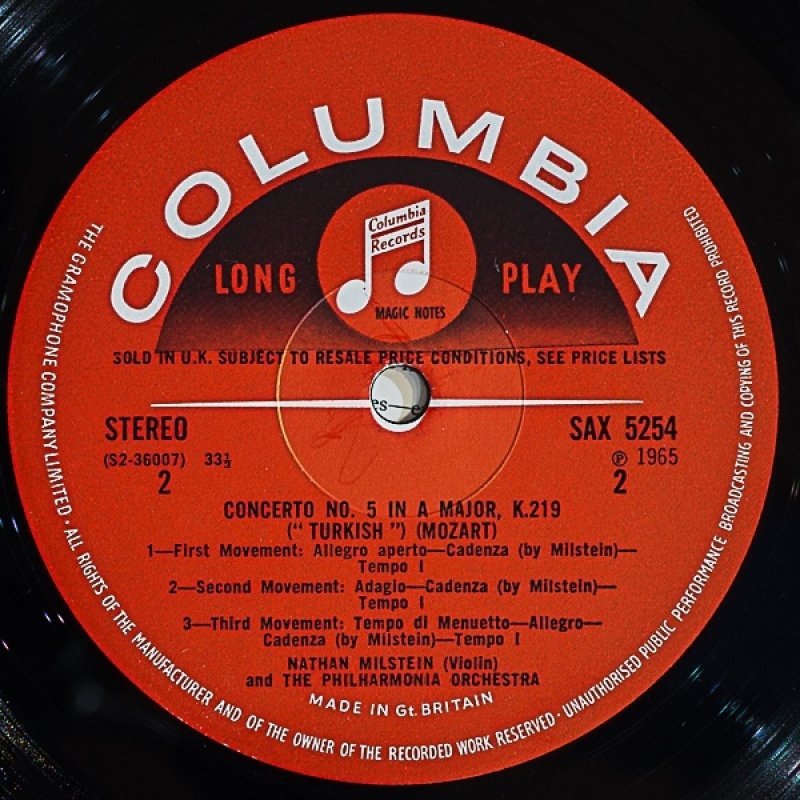 COLUMBIA
Columbia
Records
LONG PLAY
MAGIC NOTES
SOLD IN U.K. SUBJECT TO RESALE PRICE CONDITIONS, SEE PRICE LISTS
STEREO SAX 5254
(S2-36007) 33⅓ ℗ 1965
2 2
CONCERTO NO. 5 IN A MAJOR, K.219
("TURKISH") (MOZART)
1—First Movement: Allegro aperto—Cadenza (by Milstein)—
Tempo I
2—Second Movement: Adagio—Cadenza (by Milstein)—
Tempo I
3—Third Movement: Tempo di Menuetto—Allegro—
Cadenza (by Milstein)—Tempo I
NATHAN MILSTEIN (Violin)
and THE PHILHARMONIA ORCHESTRA
MADE IN Gt. BRITAIN
THE GRAMOPHONE COMPANY LIMITED · ALL RIGHTS OF THE MANUFACTURER AND OF THE OWNER OF THE RECORDED WORK RESERVED · UNAUTHORISED PUBLIC PERFORMANCE BROADCASTING AND COPYING OF THIS RECORD PROHIBITED